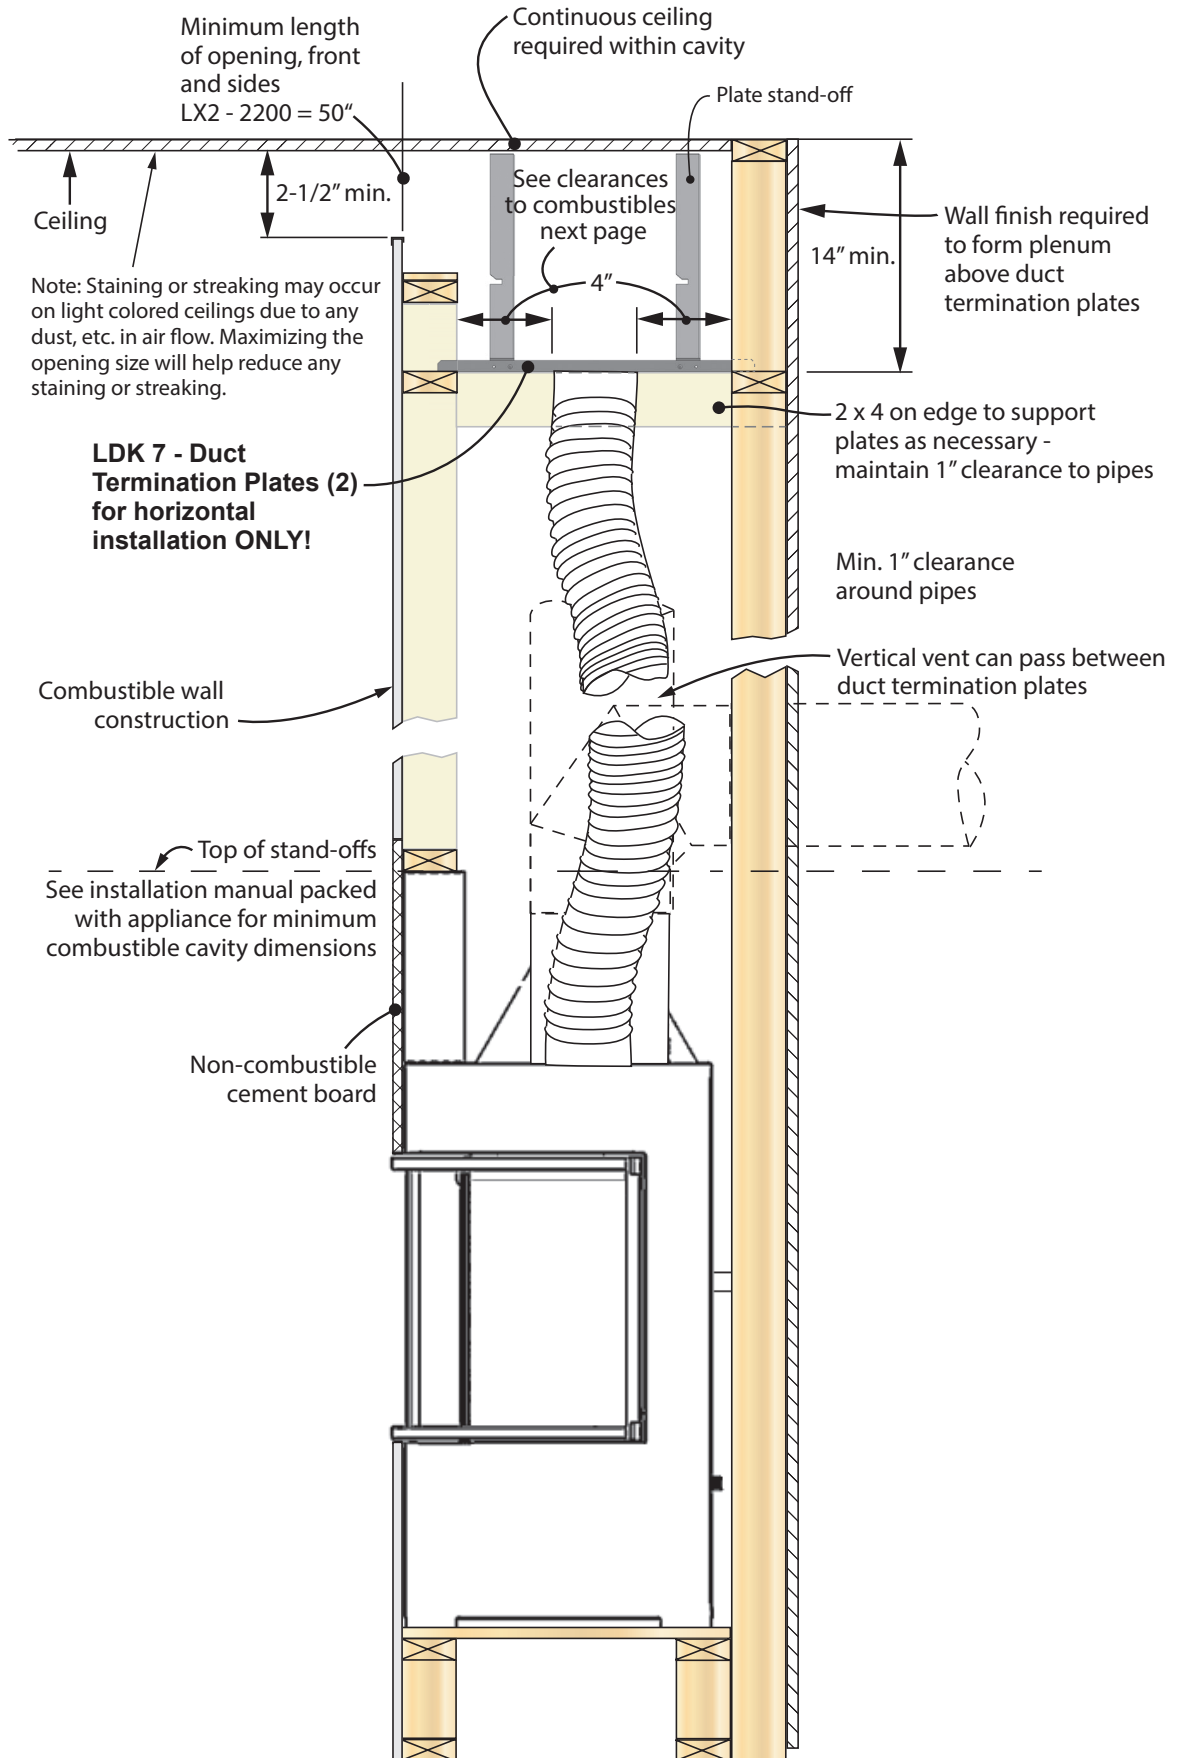 Minimum length
of opening, front
and sides
LX2 - 2200 = 50“
Continuous ceiling
required within cavity
Plate stand-off
See clearances
to combustibles
next page
2-1/2” min.
Ceiling
4”
14” min.
Wall finish required
to form plenum
above duct
termination plates
Note: Staining or streaking may occur
on light colored ceilings due to any
dust, etc. in air flow. Maximizing the
opening size will help reduce any
staining or streaking.
2 x 4 on edge to support
plates as necessary -
maintain 1” clearance to pipes
LDK 7 - Duct
Termination Plates (2)
for horizontal
installation ONLY!
Min. 1” clearance
around pipes
Vertical vent can pass between
duct termination plates
Combustible wall
construction
Top of stand-offs
See installation manual packed
with appliance for minimum
combustible cavity dimensions
Non-combustible
cement board